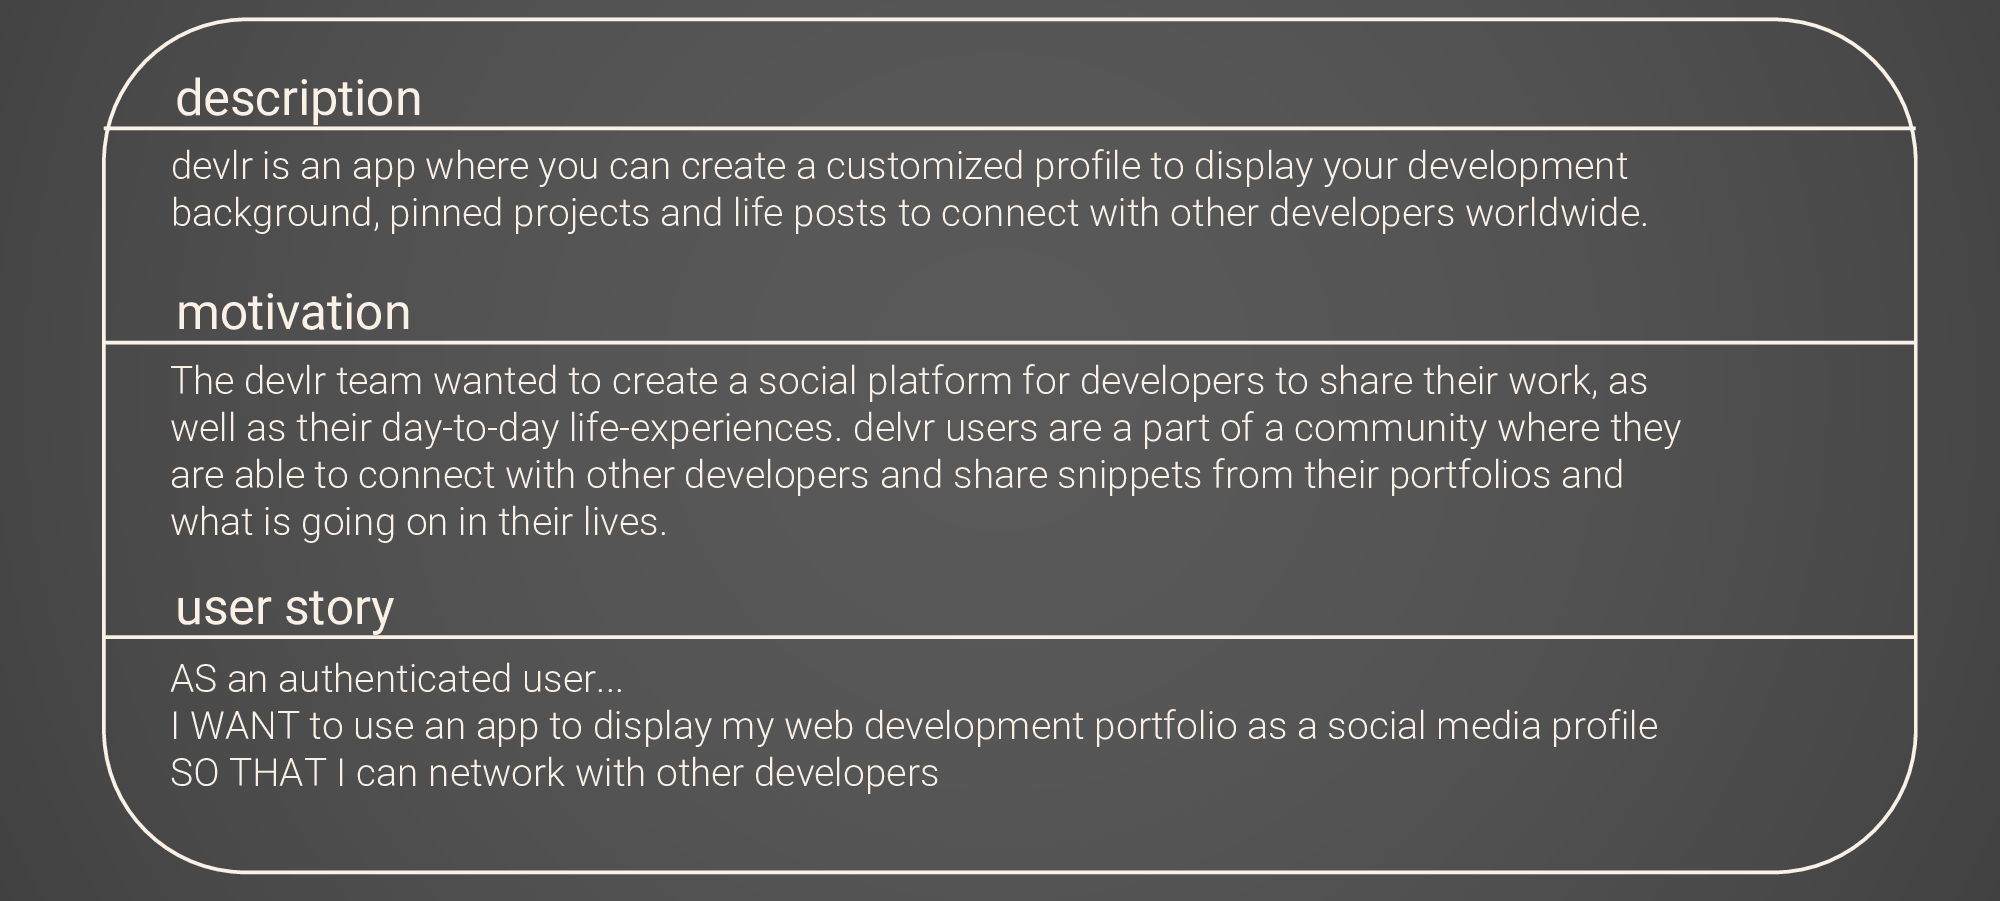 description
devlr is an app where you can create a customized profile to display your development
background, pinned projects and life posts to connect with other developers worldwide.
motivation
The devlr team wanted to create a social platform for developers to share their work, as
well as their day-to-day life-experiences. delvr users are a part of a community where they
are able to connect with other developers and share snippets from their portfolios and
what is going on in their lives.
user story
AS an authenticated user...
I WANT to use an app to display my web development portfolio as a social media profile
SO THAT I can network with other developers